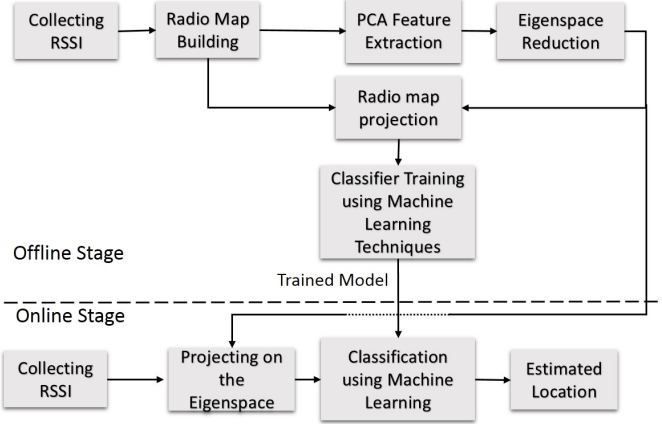 Collecting
RSSI
Radio Map
Building
PCA Feature
Extraction
Eigenspace
Reduction
Radio map
projection
Classifier Training
using Machine
Learning
Techniques
Offline Stage
Trained Model
Online Stage
Collecting
RSSI
Projecting on
the
Eigenspace
Classification
using Machine
Learning
Estimated
Location